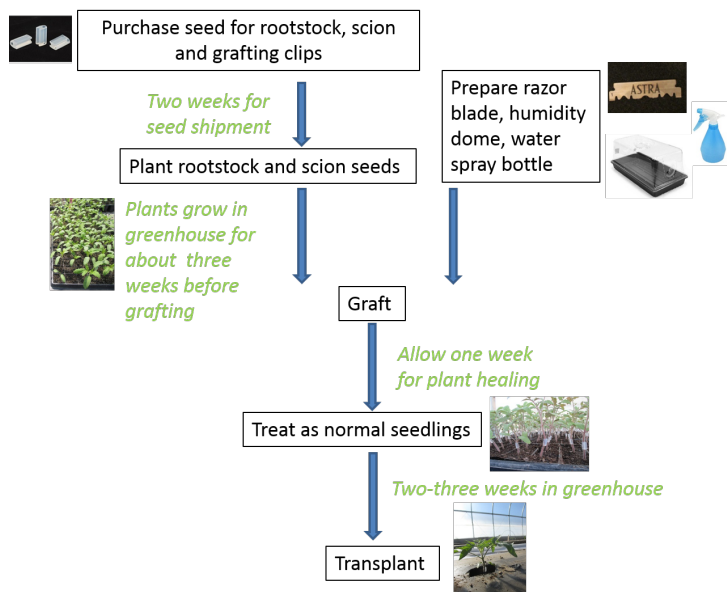 Purchase seed for rootstock, scion
and grafting clips
Two weeks for
seed shipment
Prepare razor
blade, humidity
dome, water
spray bottle
ASTRA
Plant rootstock and scion seeds
Plants grow in
greenhouse for
about three
weeks before
grafting
Graft
Allow one week
for plant healing
Treat as normal seedlings
Two-three weeks in greenhouse
Transplant